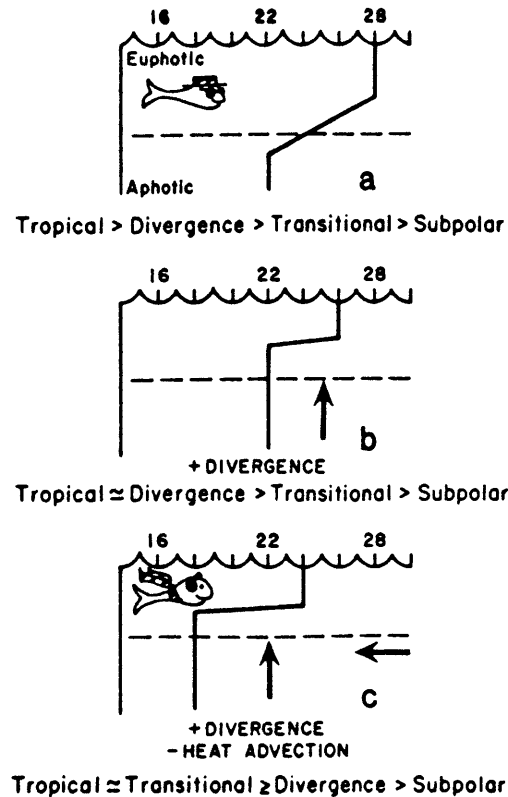 16 22 28
Euphotic
Aphotic
a
Tropical > Divergence > Transitional > Subpolar
16 22 28
b
+ DIVERGENCE
Tropical ≃ Divergence > Transitional > Subpolar
16 22 28
c
+ DIVERGENCE
- HEAT ADVECTION
Tropical ≃ Transitional ≥ Divergence > Subpolar